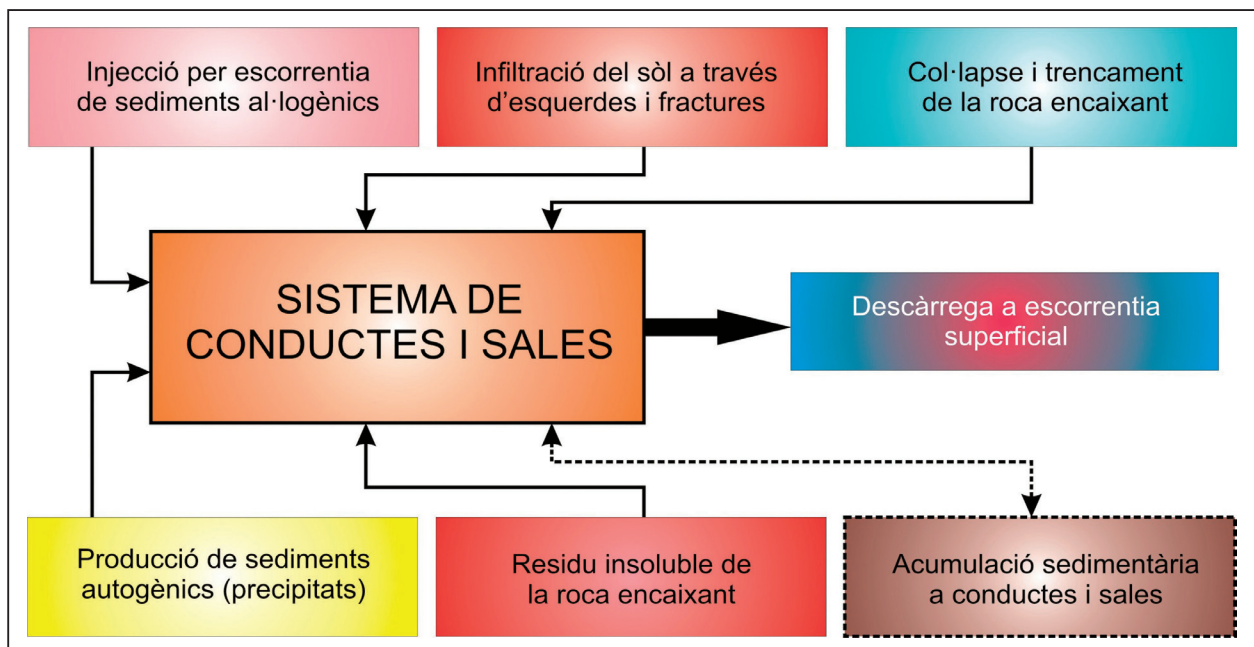 Injecció per escorrentia
de sediments al·logènics
Infiltració del sòl a través
d'esquerdes i fractures
Col·lapse i trencament
de la roca encaixant
SISTEMA DE
CONDUCTES I SALES
Descàrrega a escorrentia
superficial
Producció de sediments
autogènics (precipitats)
Residu insoluble de
la roca encaixant
Acumulació sedimentària
a conductes i sales